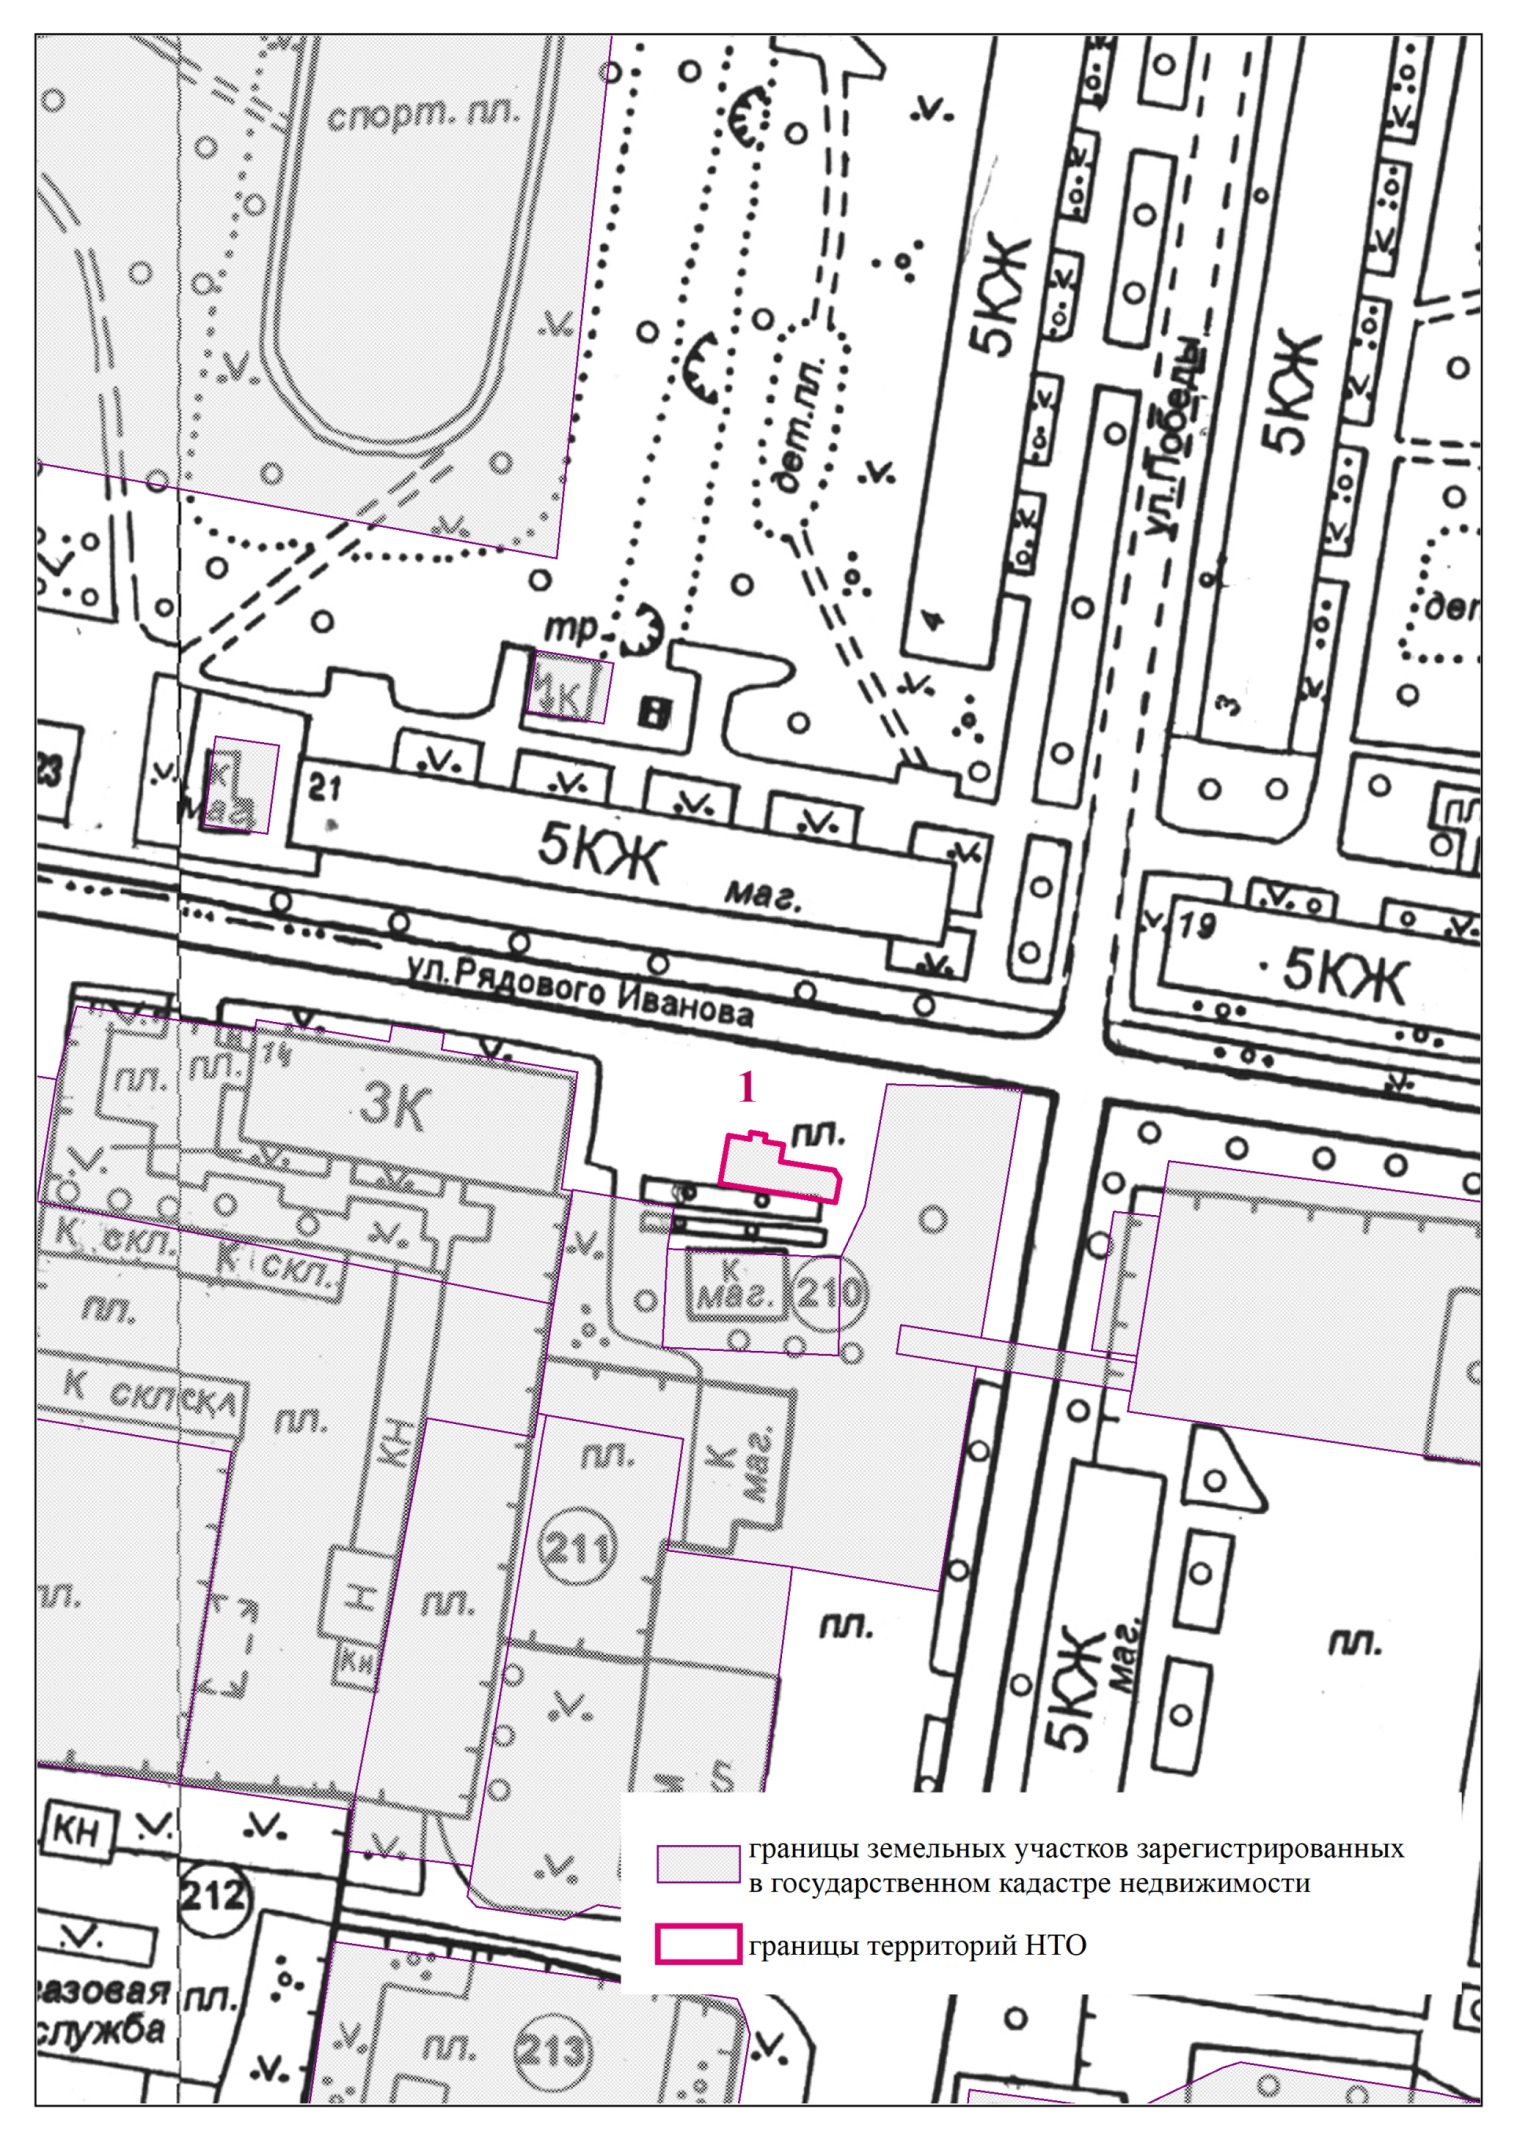 спорт. пл.
5КЖ
ул.Победы
5КЖ
дет.пл.
4
3
тр.
1К
23
К
маг.
21
5КЖ
маг.
пл
19
5КЖ
ул.Рядового Иванова
14
пл.
пл.
3К
1
пл.
К скл.
К скл.
пл.
К
маг.
210
К скл
скл
пл.
КН
пл.
К
маг.
211
пл.
Н
пл.
Кн
пл.
5КЖ
маг.
пл.
КН
212
азовая
служба
пл.
границы земельных участков зарегистрированных
в государственном кадастре недвижимости
границы территорий НТО
пл.
213